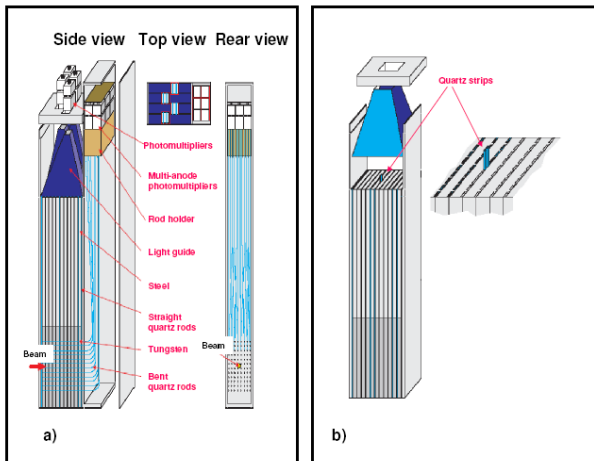 Side view Top view Rear view
Photomultipliers
Multi-anode
photomultipliers
Rod holder
Light guide
Steel
Straight
quartz rods
Tungsten
Bent
quartz rods
Beam
Beam
a)
Quartz strips
b)